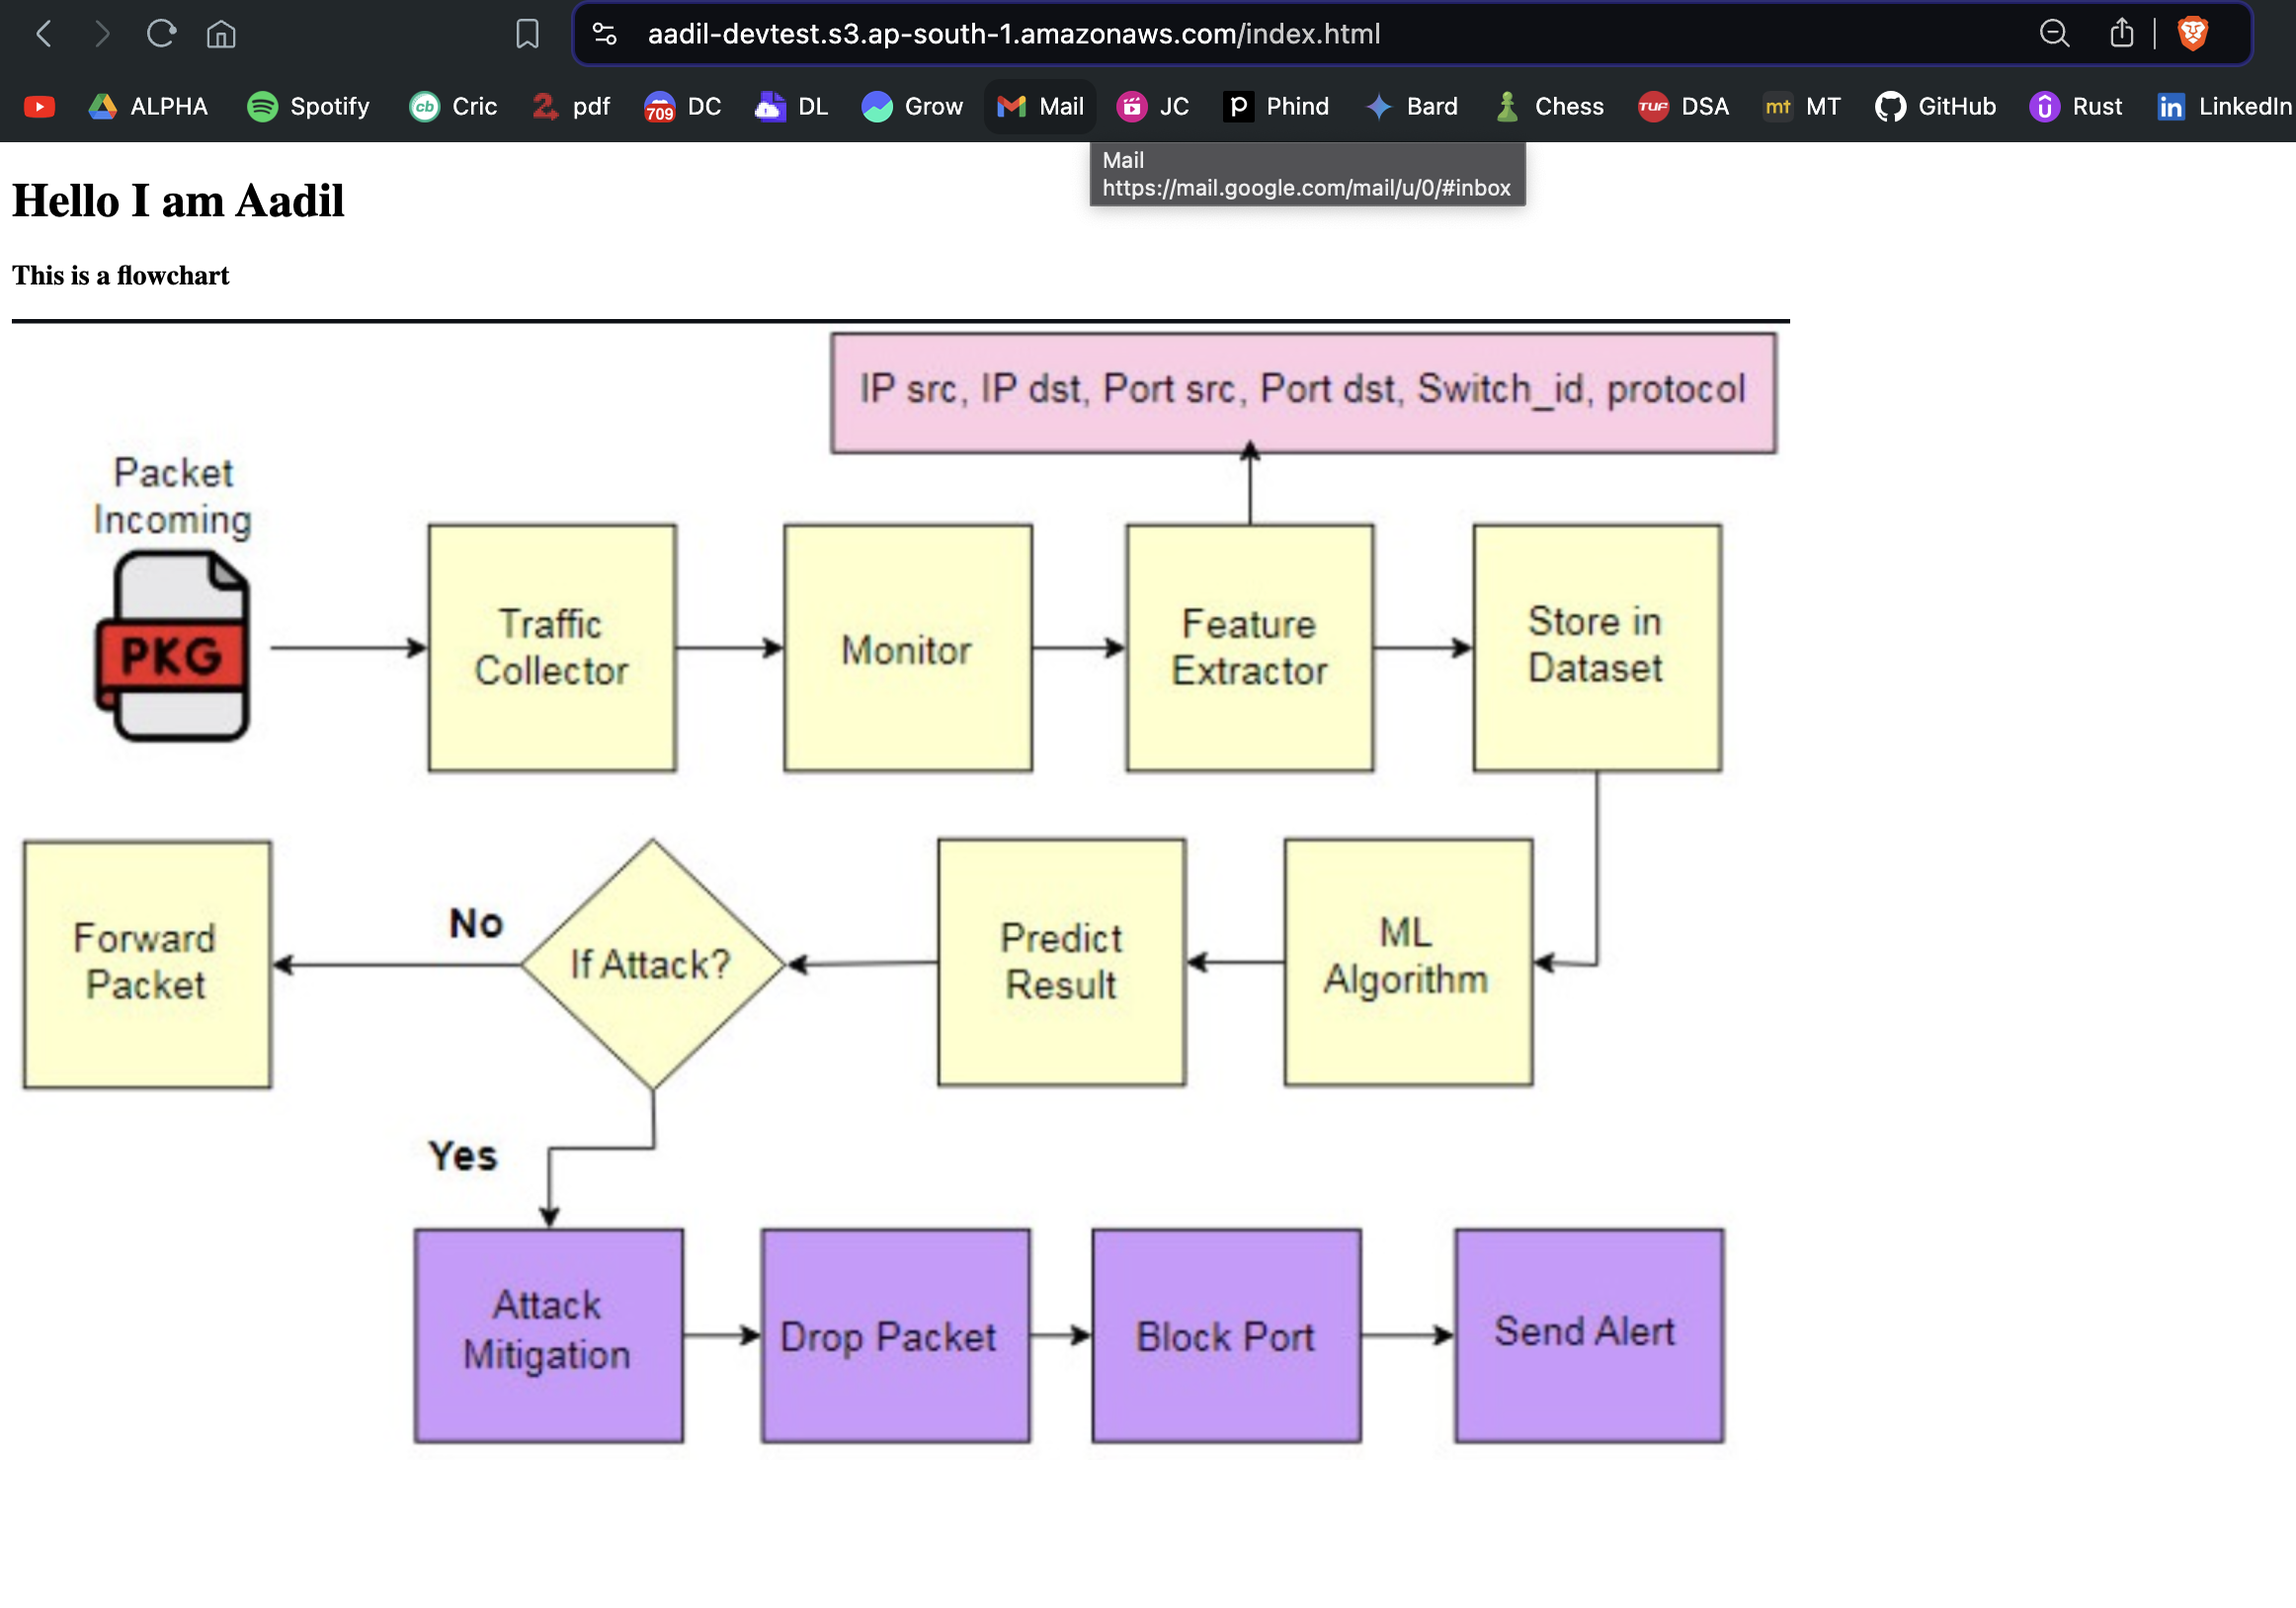 aadil-devtest.s3.ap-south-1.amazonaws.com/index.html
ALPHA Spotify cb Cric 2 pdf 709 DC DL Grow Mail JC p Phind Bard Chess TUF DSA mt MT GitHub Rust in LinkedIn
Mail
https://mail.google.com/mail/u/0/#inbox
Hello I am Aadil
This is a flowchart
IP src, IP dst, Port src, Port dst, Switch_id, protocol
Packet
Incoming
PKG
Traffic
Collector
Monitor
Feature
Extractor
Store in
Dataset
Forward
Packet
No
If Attack?
Predict
Result
ML
Algorithm
Yes
Attack
Mitigation
Drop Packet
Block Port
Send Alert